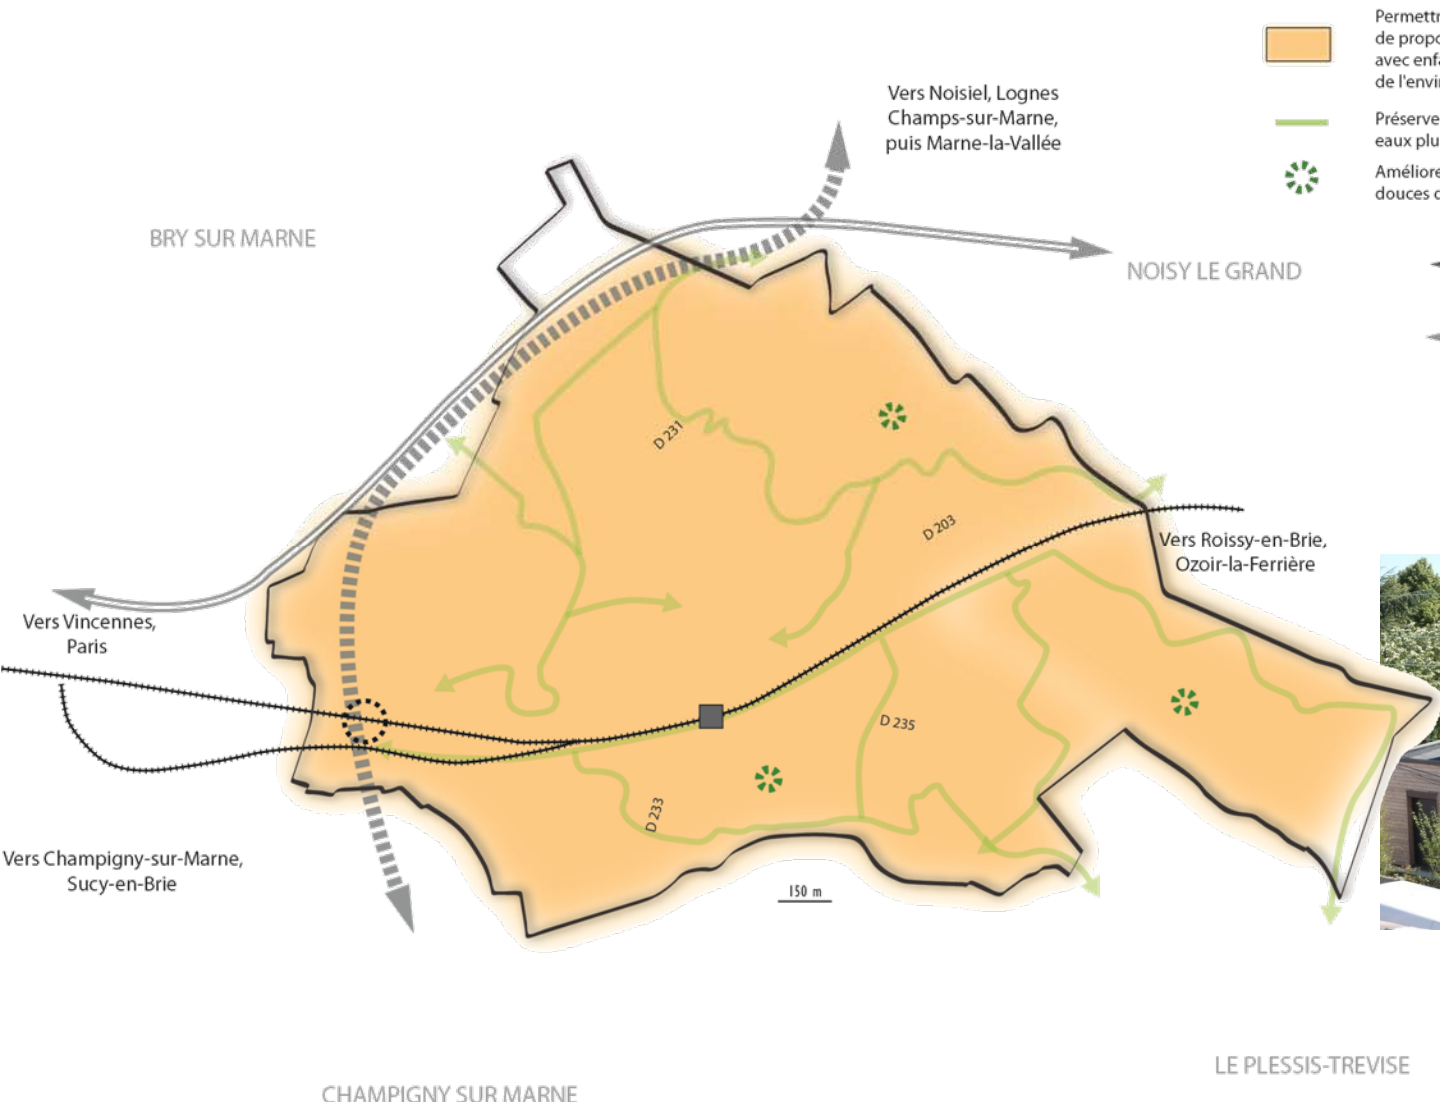 Permettr
de propo
avec enfa
de l'envir
Préserve
eaux plu
Améliore
douces d
Vers Noisiel, Lognes
Champs-sur-Marne,
puis Marne-la-Vallée
BRY SUR MARNE
NOISY LE GRAND
D 231
D 203
Vers Roissy-en-Brie,
Ozoir-la-Ferrière
Vers Vincennes,
Paris
D 235
D 233
Vers Champigny-sur-Marne,
Sucy-en-Brie
150 m
LE PLESSIS-TREVISE
CHAMPIGNY SUR MARNE